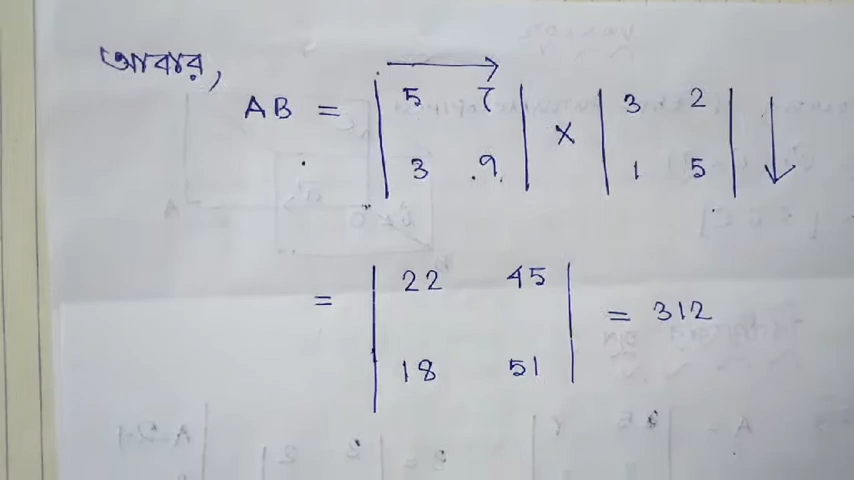 আবার,
AB = | 5 7 | × | 3 2 |
| 3 9 | | 1 5 |
= | 22 45 | = 312
| 18 51 |